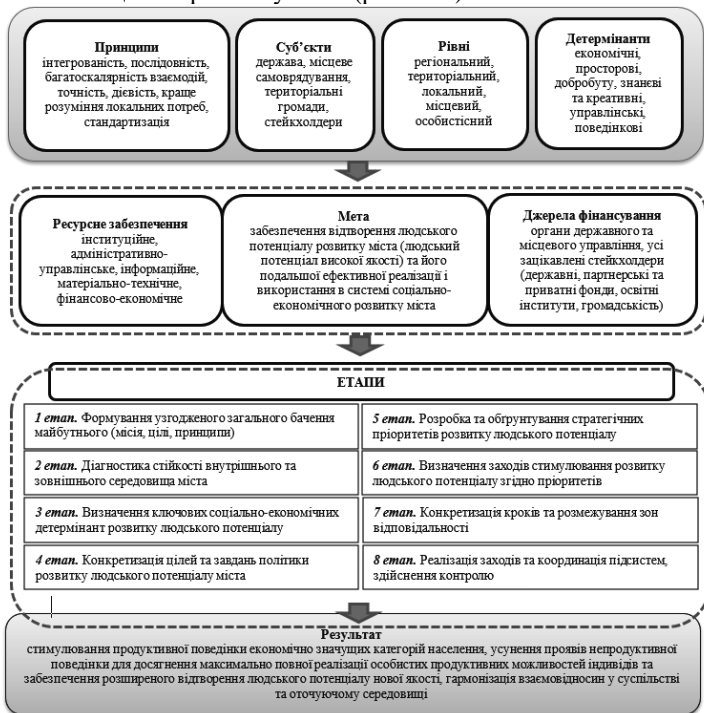 Принципи
інтегрованість, послідовність,
багатоскалярність взаємодій,
точність, дієвість, краще
розуміння локальних потреб,
стандартизація
Суб’єкти
держава, місцеве
самоврядування,
територіальні
громади,
стейкхолдери
Рівні
регіональний,
територіальний,
локальний,
місцевий,
особистісний
Детермінанти
економічні,
просторові,
добробуту, знаннєві
та креативні,
управлінські,
поведінкові
Ресурсне забезпечення
інституційне,
адміністративно-
управлінське, інформаційне,
матеріально-технічне,
фінансово-економічне
Мета
забезпечення відтворення людського
потенціалу розвитку міста (людський
потенціал високої якості) та його
подальшої ефективної реалізації і
використання в системі соціально-
економічного розвитку міста
Джерела фінансування
органи державного та
місцевого управління, усі
зацікавлені стейкхолдери
(державні, партнерські та
приватні фонди, освітні
інститути, громадськість)
ЕТАПИ
1 етап. Формування узгодженого загального бачення
майбутнього (місія, цілі, принципи)
2 етап. Діагностика стійкості внутрішнього та
зовнішнього середовища міста
3 етап. Визначення ключових соціально-економічних
детермінант розвитку людського потенціалу
4 етап. Конкретизація цілей та завдань політики
розвитку людського потенціалу міста
5 етап. Розробка та обґрунтування стратегічних
пріоритетів розвитку людського потенціалу
6 етап. Визначення заходів стимулювання розвитку
людського потенціалу згідно пріоритетів
7 етап. Конкретизація кроків та розмежування зон
відповідальності
8 етап. Реалізація заходів та координація підсистем,
здійснення контролю
Результат
стимулювання продуктивної поведінки економічно значущих категорій населення, усунення проявів непродуктивної
поведінки для досягнення максимально повної реалізації особистих продуктивних можливостей індивідів та
забезпечення розширеного відтворення людського потенціалу нової якості, гармонізація взаємовідносин у суспільстві
та оточуючому середовищі